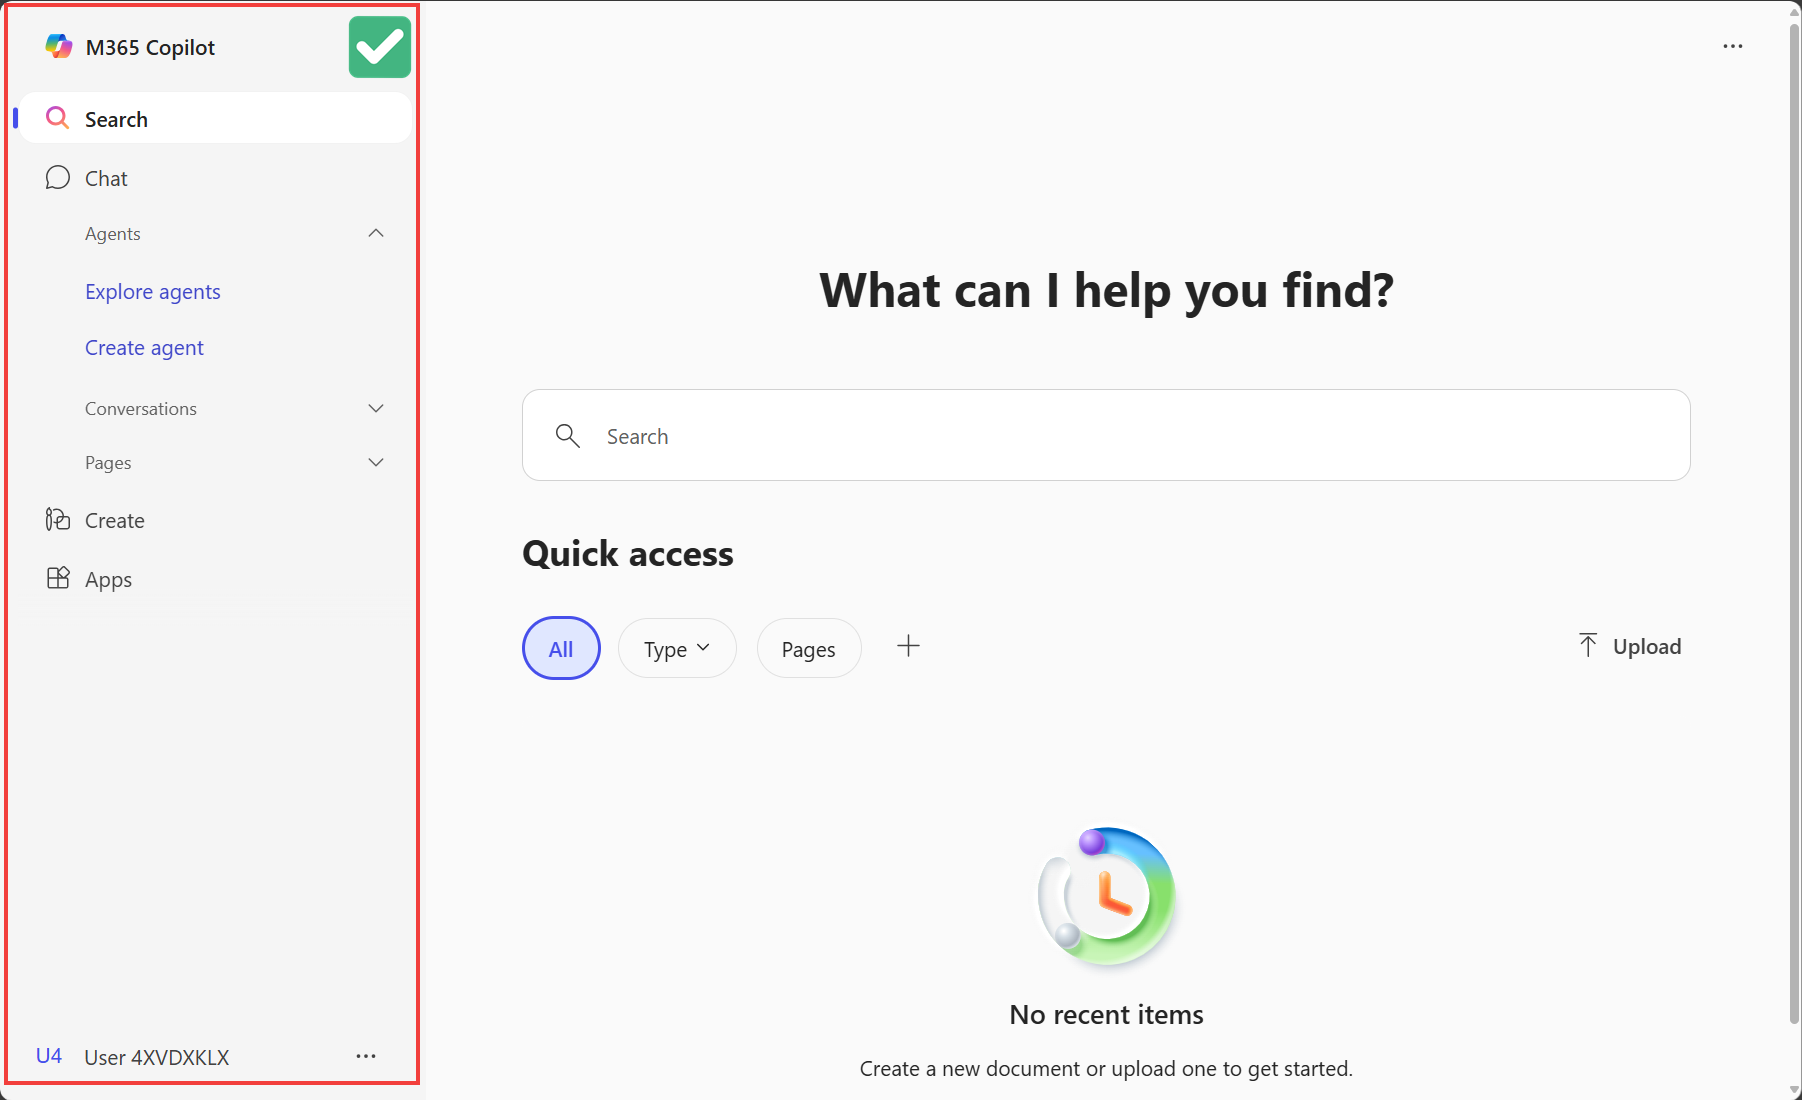 M365 Copilot
Search
Chat
Agents
Explore agents
Create agent
Conversations
Pages
Create
Apps
U4 User 4XVDXKLX
What can I help you find?
Search
Quick access
All Type Pages Upload
No recent items
Create a new document or upload one to get started.